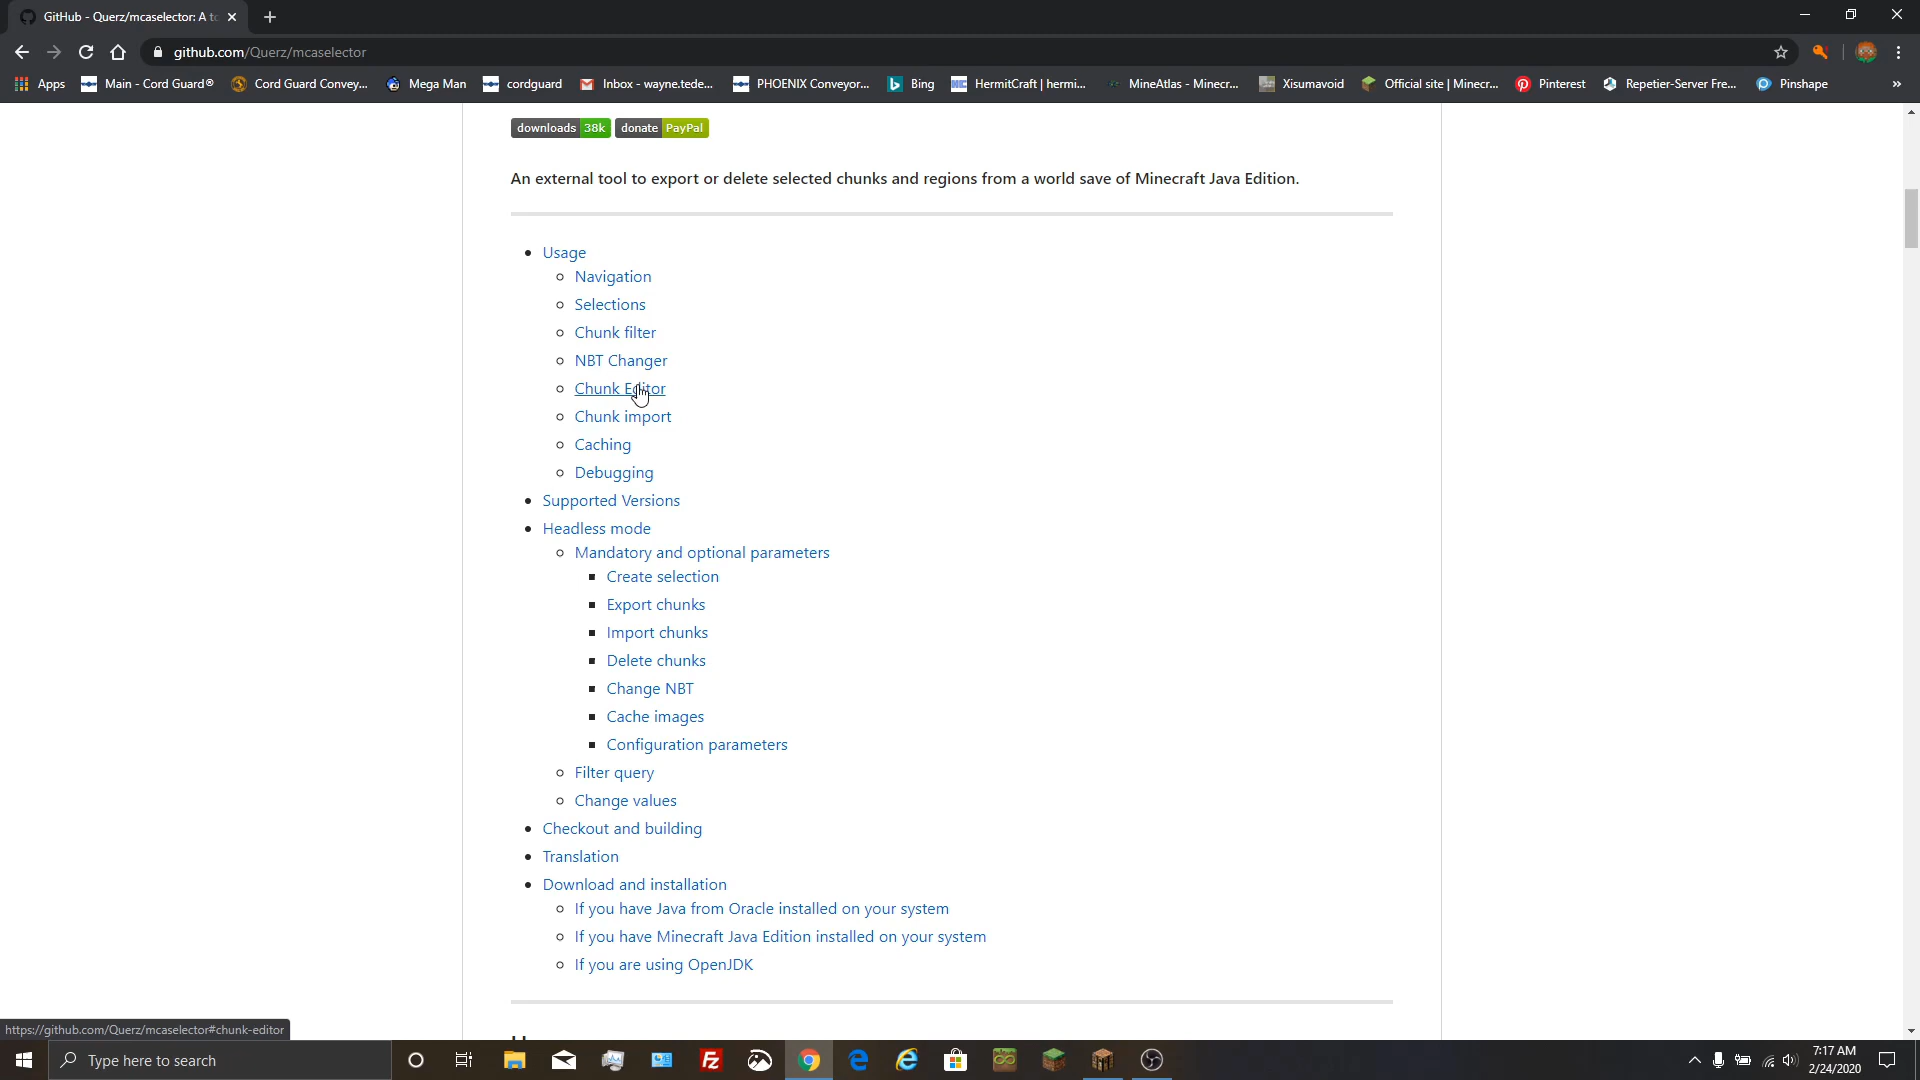 GitHub - Querz/mcaselector: A to
github.com/Querz/mcaselector
Apps Main - Cord Guard® Cord Guard Convey... Mega Man cordguard Inbox - wayne.tede... PHOENIX Conveyor... Bing HermitCraft | hermi... MineAtlas - Minecr... Xisumavoid Official site | Minecr... Pinterest Repetier-Server Fre... Pinshape »
downloads 38k donate PayPal
An external tool to export or delete selected chunks and regions from a world save of Minecraft Java Edition.
Usage
Navigation
Selections
Chunk filter
NBT Changer
Chunk Editor
Chunk import
Caching
Debugging
Supported Versions
Headless mode
Mandatory and optional parameters
Create selection
Export chunks
Import chunks
Delete chunks
Change NBT
Cache images
Configuration parameters
Filter query
Change values
Checkout and building
Translation
Download and installation
If you have Java from Oracle installed on your system
If you have Minecraft Java Edition installed on your system
If you are using OpenJDK
https://github.com/Querz/mcaselector#chunk-editor
Type here to search
7:17 AM
2/24/2020